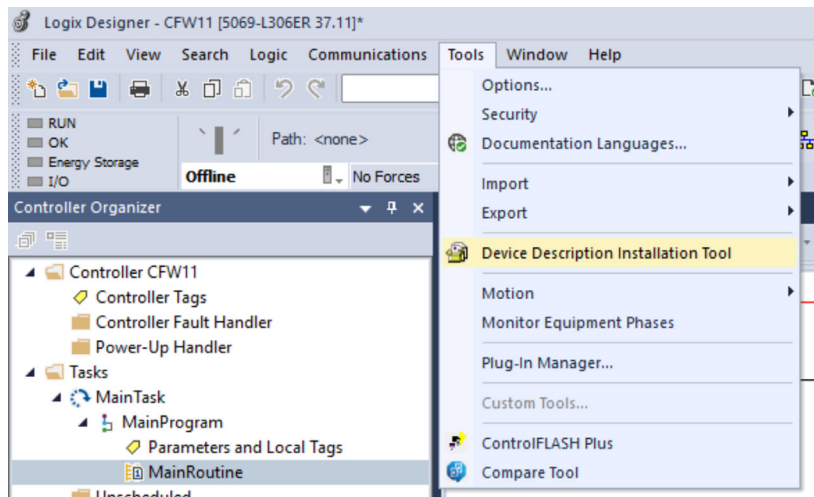 Logix Designer - CFW11 [5069-L306ER 37.11]*
File Edit View Search Logic Communications Tools Window Help
RUN
OK
Energy Storage
I/O
Path: <none>
Offline
No Forces
Controller Organizer
Controller CFW11
Controller Tags
Controller Fault Handler
Power-Up Handler
Tasks
MainTask
MainProgram
Parameters and Local Tags
MainRoutine
Unscheduled
Options...
Security
Documentation Languages...
Import
Export
Device Description Installation Tool
Motion
Monitor Equipment Phases
Plug-In Manager...
Custom Tools...
ControlFLASH Plus
Compare Tool